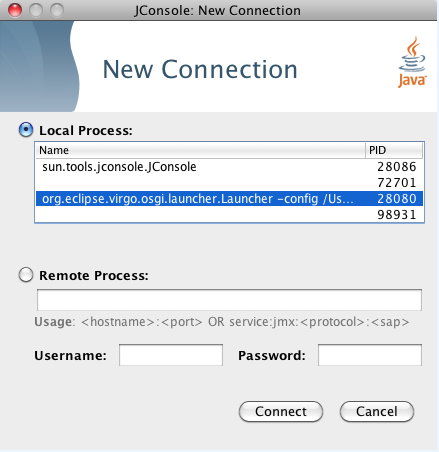 JConsole: New Connection
New Connection
Java
Local Process:
Name PID
sun.tools.jconsole.JConsole 28086
72701
org.eclipse.virgo.osgi.launcher.Launcher -config /Us... 28080
98931
Remote Process:
Usage: <hostname>:<port> OR service:jmx:<protocol>:<sap>
Username: Password:
Connect Cancel